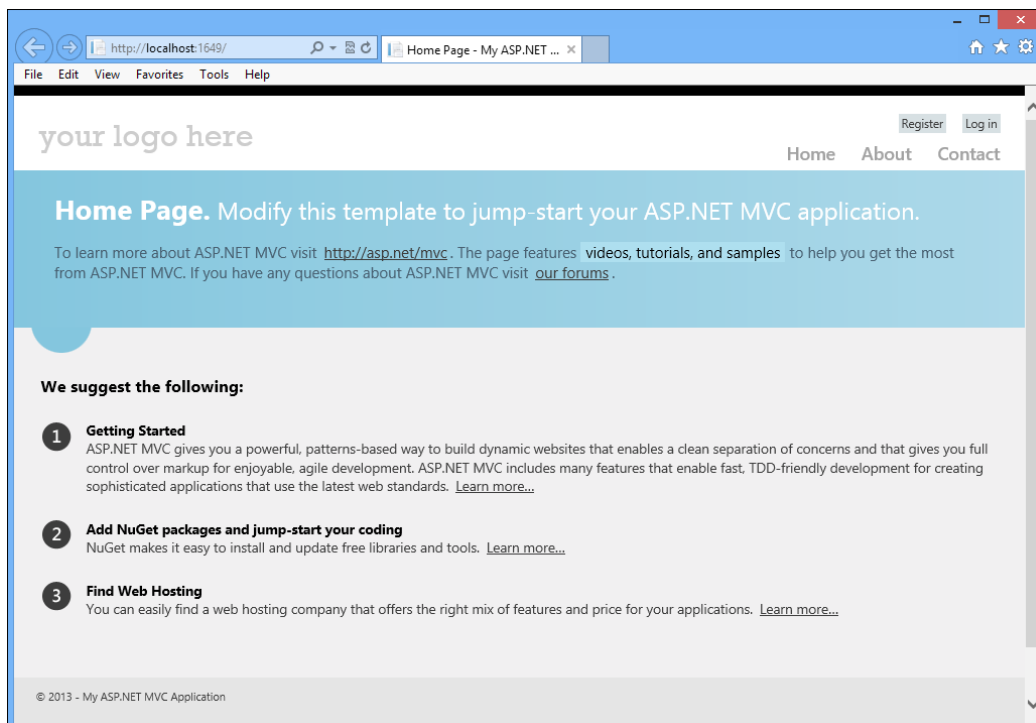 http://localhost:1649/
Home Page - My ASP.NET ...
File Edit View Favorites Tools Help
your logo here
Register Log in
Home About Contact
Home Page. Modify this template to jump-start your ASP.NET MVC application.
To learn more about ASP.NET MVC visit http://asp.net/mvc. The page features videos, tutorials, and samples to help you get the most
from ASP.NET MVC. If you have any questions about ASP.NET MVC visit our forums.
We suggest the following:
1 Getting Started
ASP.NET MVC gives you a powerful, patterns-based way to build dynamic websites that enables a clean separation of concerns and that gives you full
control over markup for enjoyable, agile development. ASP.NET MVC includes many features that enable fast, TDD-friendly development for creating
sophisticated applications that use the latest web standards. Learn more...
2 Add NuGet packages and jump-start your coding
NuGet makes it easy to install and update free libraries and tools. Learn more...
3 Find Web Hosting
You can easily find a web hosting company that offers the right mix of features and price for your applications. Learn more...
© 2013 - My ASP.NET MVC Application